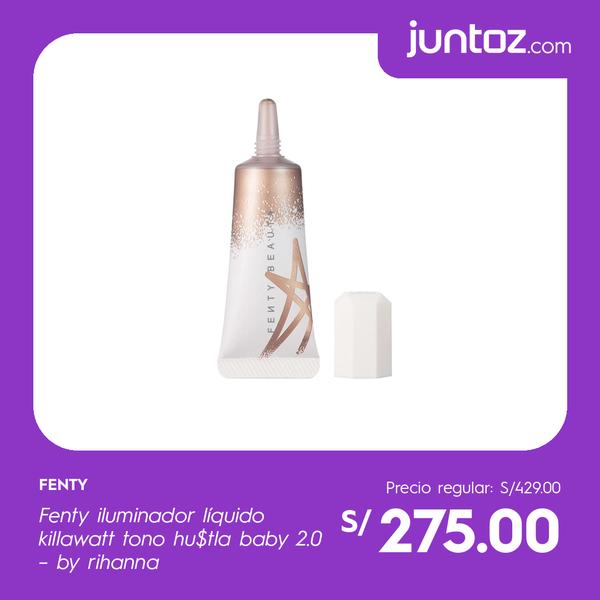 juntoz.com
FENTY BEAUTY
FENTY
Precio regular: S/429.00
Fenty iluminador líquido
killawatt tono hu$tla baby 2.0
- by rihanna
S/ 275.00